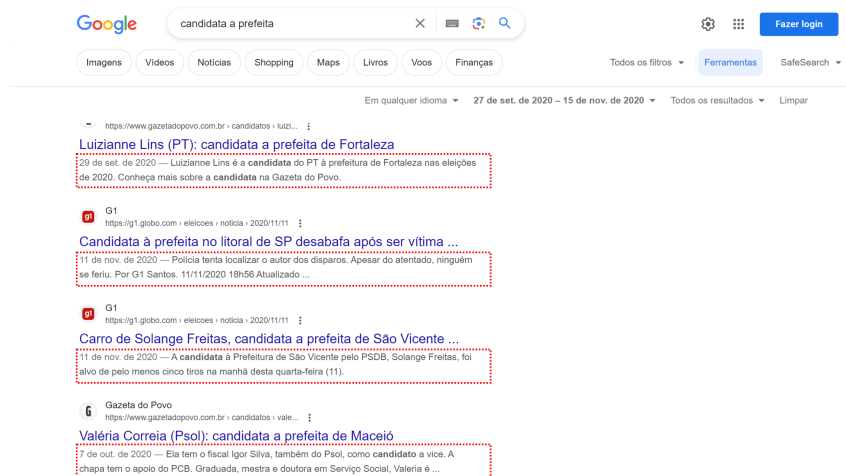 Google
candidata a prefeita
Fazer login
Imagens Vídeos Notícias Shopping Maps Livros Voos Finanças Todos os filtros Ferramentas SafeSearch
Em qualquer idioma 27 de set. de 2020 – 15 de nov. de 2020 Todos os resultados Limpar
https://www.gazetadopovo.com.br › candidatos › luizi...
Luizianne Lins (PT): candidata a prefeita de Fortaleza
29 de set. de 2020 — Luizianne Lins é a candidata do PT à prefeitura de Fortaleza nas eleições
de 2020. Conheça mais sobre a candidata na Gazeta do Povo.
g1
G1
https://g1.globo.com › eleicoes › noticia › 2020/11/11
Candidata à prefeita no litoral de SP desabafa após ser vítima ...
11 de nov. de 2020 — Polícia tenta localizar o autor dos disparos. Apesar do atentado, ninguém
se feriu. Por G1 Santos. 11/11/2020 18h56 Atualizado ...
g1
G1
https://g1.globo.com › eleicoes › noticia › 2020/11/11
Carro de Solange Freitas, candidata a prefeita de São Vicente ...
11 de nov. de 2020 — A candidata à Prefeitura de São Vicente pelo PSDB, Solange Freitas, foi
alvo de pelo menos cinco tiros na manhã desta quarta-feira (11).
G
Gazeta do Povo
https://www.gazetadopovo.com.br › candidatos › vale...
Valéria Correia (Psol): candidata a prefeita de Maceió
7 de out. de 2020 — Ela tem o fiscal Igor Silva, também do Psol, como candidato a vice. A
chapa tem o apoio do PCB. Graduada, mestra e doutora em Serviço Social, Valeria é ...